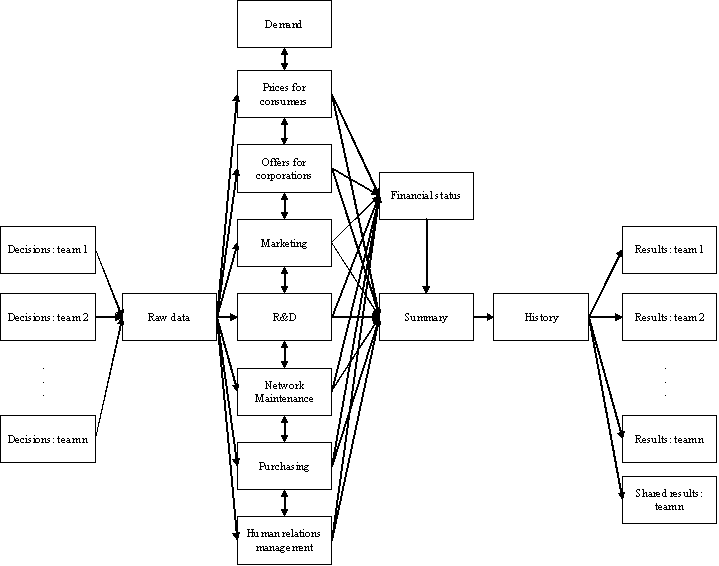 Demand
Prices for
consumers
Offers for
corporations
Financial status
Decisions: team 1
Marketing
Results: team 1
Decisions: team 2
Raw data
R&D
Summary
History
Results: team 2
.
.
.
.
.
.
Network
Maintenance
Decisions: team n
Purchasing
Results: team n
Shared results:
team n
Human relations
management